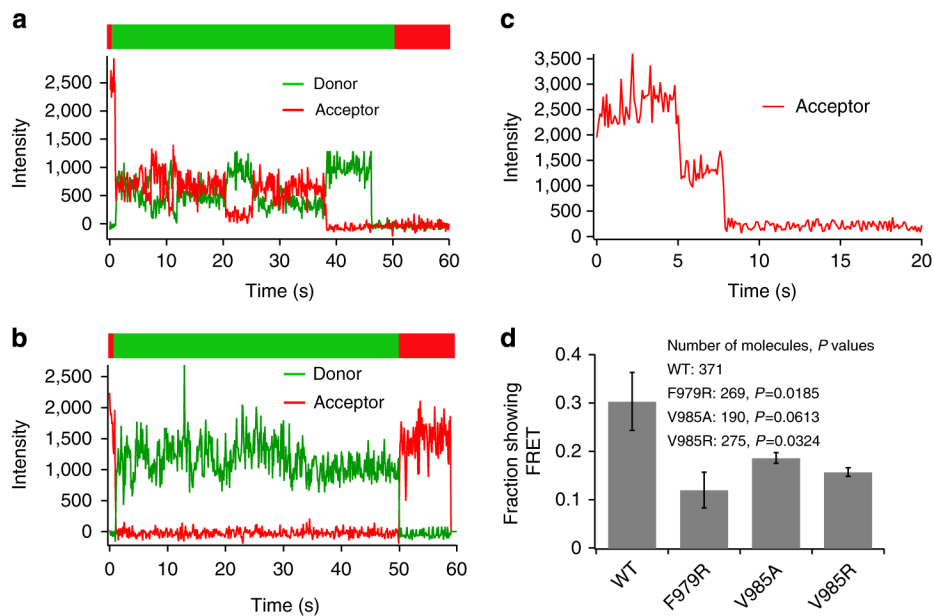 a
2,500
2,000
1,500
1,000
500
0
Intensity
Donor
Acceptor
0 10 20 30 40 50 60
Time (s)
b
2,500
2,000
1,500
1,000
500
0
Intensity
Donor
Acceptor
0 10 20 30 40 50 60
Time (s)
c
3,500
3,000
2,500
2,000
1,500
1,000
500
0
Intensity
Acceptor
0 5 10 15 20
Time (s)
d
Number of molecules, P values
WT: 371
F979R: 269, P=0.0185
V985A: 190, P=0.0613
V985R: 275, P=0.0324
0.4
0.3
0.2
0.1
0
Fraction showing
FRET
WT
F979R
V985A
V985R